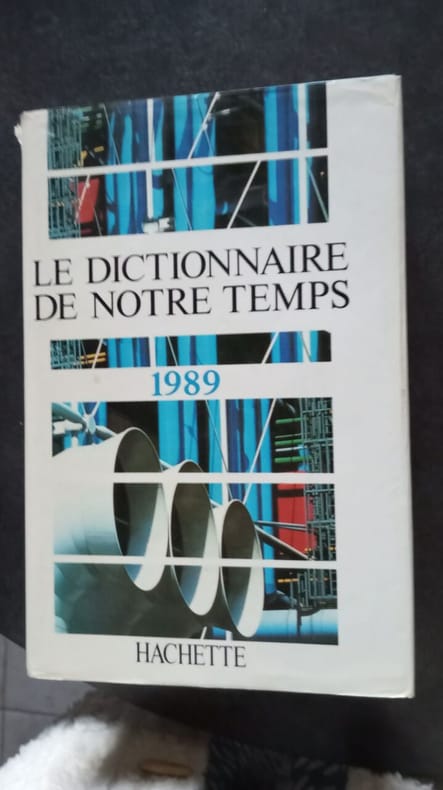 LE DICTIONNAIRE
DE NOTRE TEMPS
1989
HACHETTE